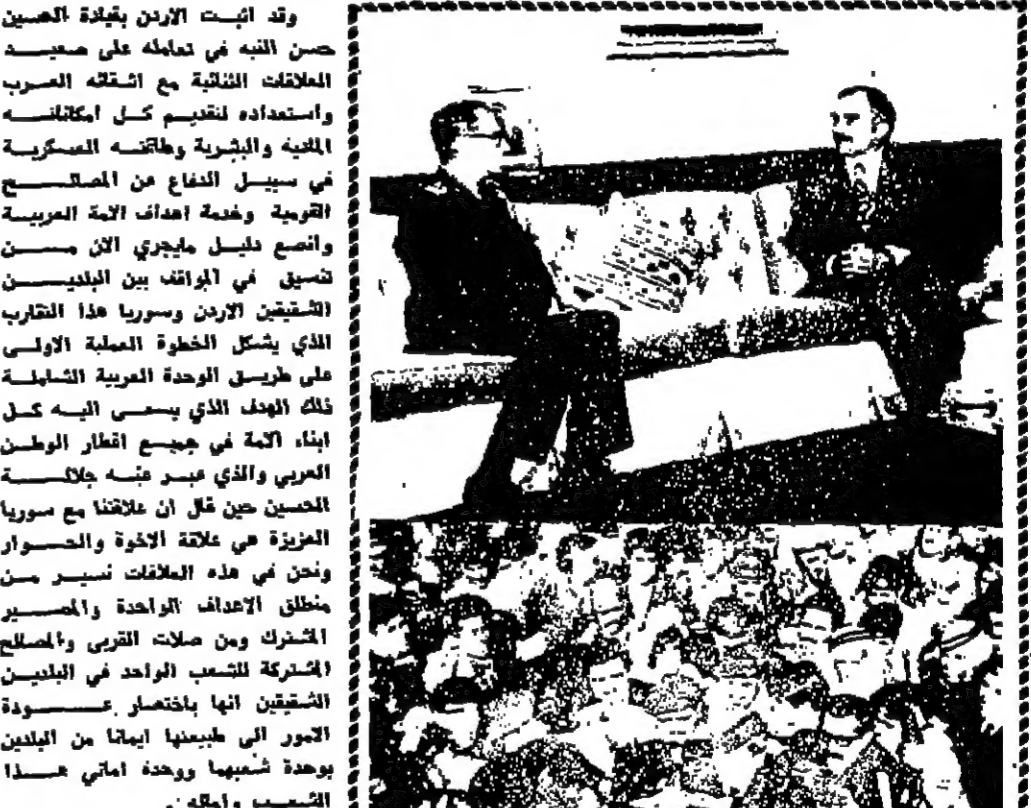 وقد اثبت الاردن بقيادة الحسين
حسن النيه في تعامله على صعيد
العلاقات الثنائية مع اشقائه العرب
وأستعداده لتقديم كل امكاناته
المادية والبشرية وطاقته العسكرية
في سبيل الدفاع عن المصالح
القومية وخدمة اهداف الامة العربية
وانصع دليل مايجري الان من
تنسيق في المواقف بين البلدين
الشقيقين الاردن وسوريا هذا التقارب
الذي يشكل الخطوة العملية الاولى
على طريق الوحدة العربية الشاملة
ذلك الهدف الذي يسعى اليه كل
ابناء الامة في جميع اقطار الوطن
العربي والذي عبر عنه جلالة
الحسين حين قال ان علاقتنا مع سوريا
العزيزة هي علاقة الاخوة والحوار
ونحن في هذه العلاقات نسير من
منطلق الاهداف الواحدة والمصير
المشترك ومن صلات القربى والمصالح
المشتركة للشعب الواحد في البلدين
الشقيقين انها بأختصار عودة
الامور الى طبيعتها ايمانا من البلدين
بوحدة شعبهما ووحدة اماني هذا
الشعب وآماله .